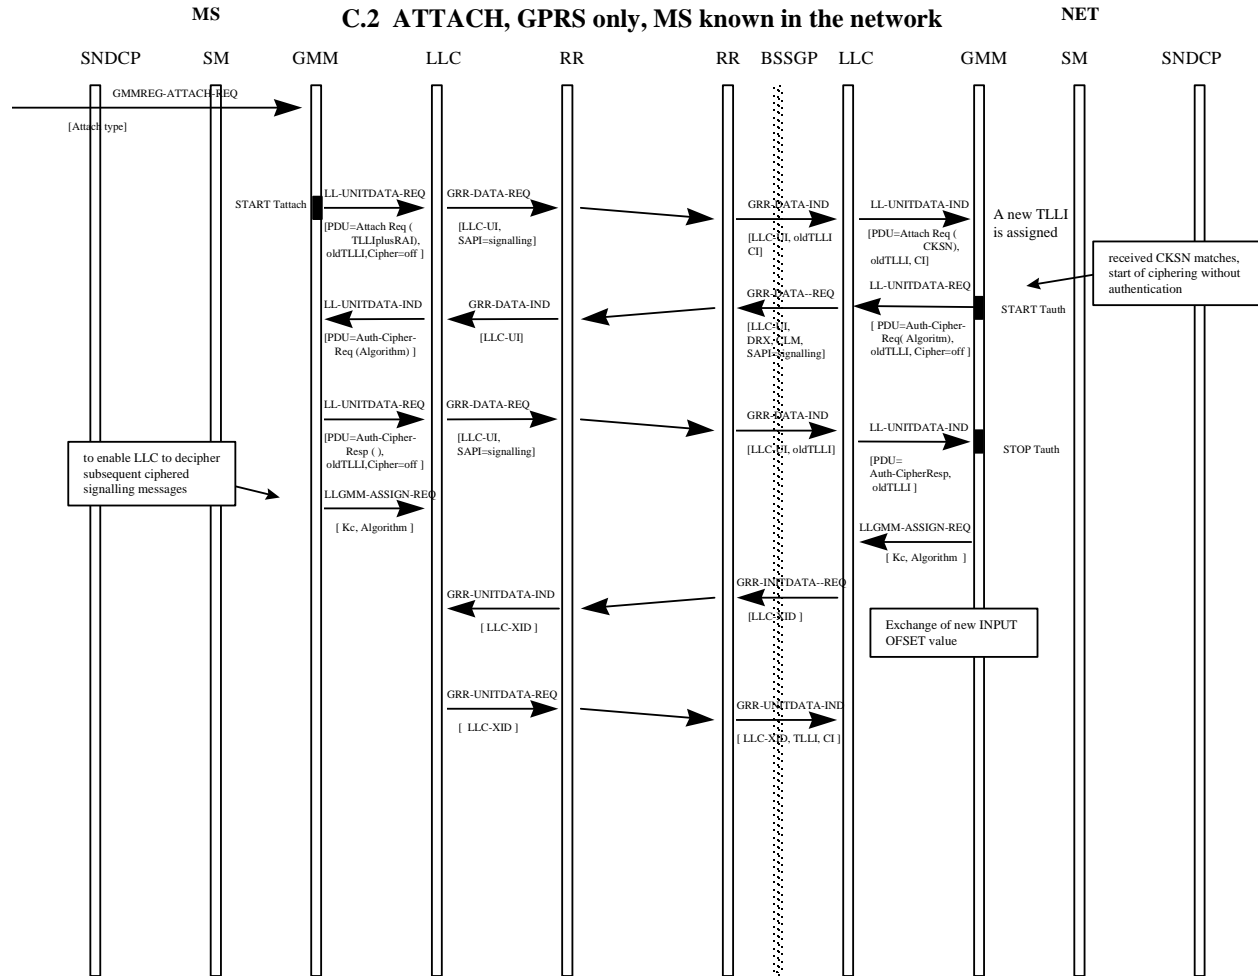 MS
C.2 ATTACH, GPRS only, MS known in the network
NET
SNDCP SM GMM LLC RR RR BSSGP LLC GMM SM SNDCP
GMMREG-ATTACH-REQ
[Attach type]
START Tattach
LL-UNITDATA-REQ
[PDU=Attach Req (
TLLIplusRAI),
oldTLLI,Cipher=off ]
GRR-DATA-REQ
[LLC-UI,
SAPI=signalling]
GRR-DATA-IND
[LLC-UI, oldTLLI
CI]
LL-UNITDATA-IND
[PDU=Attach Req (
CKSN),
oldTLLI, CI]
A new TLLI
is assigned
received CKSN matches,
start of ciphering without
authentication
LL-UNITDATA-IND
[PDU=Auth-Cipher-
Req (Algorithm) ]
GRR-DATA-IND
[LLC-UI]
GRR-DATA--REQ
[LLC-UI,
DRX, CLM,
SAPI=signalling]
LL-UNITDATA-REQ
[ PDU=Auth-Cipher-
Req( Algoritm),
oldTLLI, Cipher=off ]
START Tauth
LL-UNITDATA-REQ
[PDU=Auth-Cipher-
Resp ( ),
oldTLLI,Cipher=off ]
GRR-DATA-REQ
[LLC-UI,
SAPI=signalling]
GRR-DATA-IND
[LLC-UI, oldTLLI]
LL-UNITDATA-IND
[PDU=
Auth-CipherResp,
oldTLLI ]
STOP Tauth
to enable LLC to decipher
subsequent ciphered
signalling messages
LLGMM-ASSIGN-REQ
[ Kc, Algorithm ]
LLGMM-ASSIGN-REQ
[ Kc, Algorithm ]
GRR-UNITDATA-IND
[ LLC-XID ]
GRR-INITDATA--REQ
[LLC-XID ]
Exchange of new INPUT
OFSET value
GRR-UNITDATA-REQ
[ LLC-XID ]
GRR-UNITDATA-IND
[ LLC-XID, TLLI, CI ]